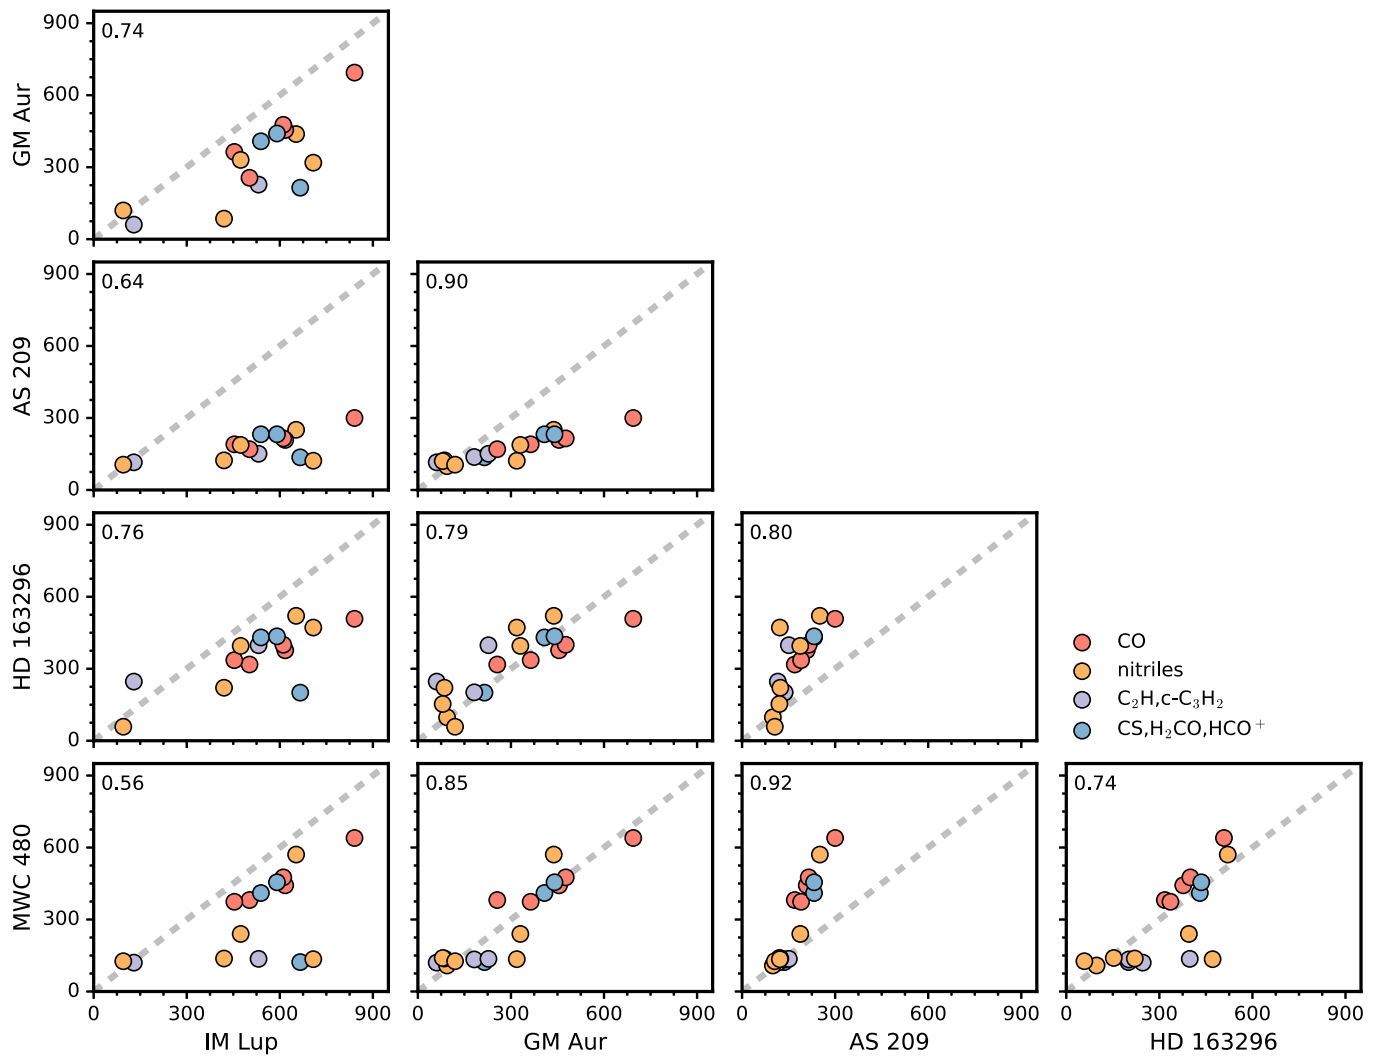 900
600
300
0
GM Aur
0.74
900
600
300
0
AS 209
0.64
0.90
900
600
300
0
HD 163296
0.76
0.79
0.80
CO
nitriles
C₂H,c-C₃H₂
CS,H₂CO,HCO⁺
900
600
300
0
MWC 480
0.56
0.85
0.92
0.74
0 300 600 900 0 300 600 900 0 300 600 900 0 300 600 900
IM Lup GM Aur AS 209 HD 163296